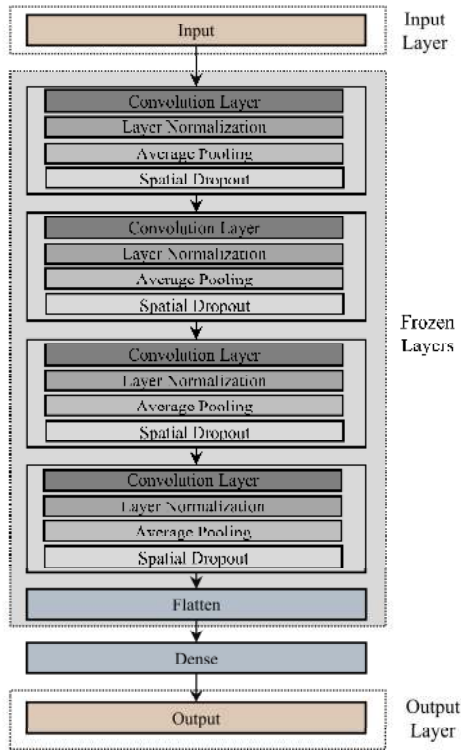 Input
Input
Layer
Convolution Layer
Layer Normalization
Average Pooling
Spatial Dropout
Convolution Layer
Layer Normalization
Average Pooling
Spatial Dropout
Frozen
Layers
Convolution Layer
Layer Normalization
Average Pooling
Spatial Dropout
Convolution Layer
Layer Normalization
Average Pooling
Spatial Dropout
Flatten
Dense
Output
Output
Layer